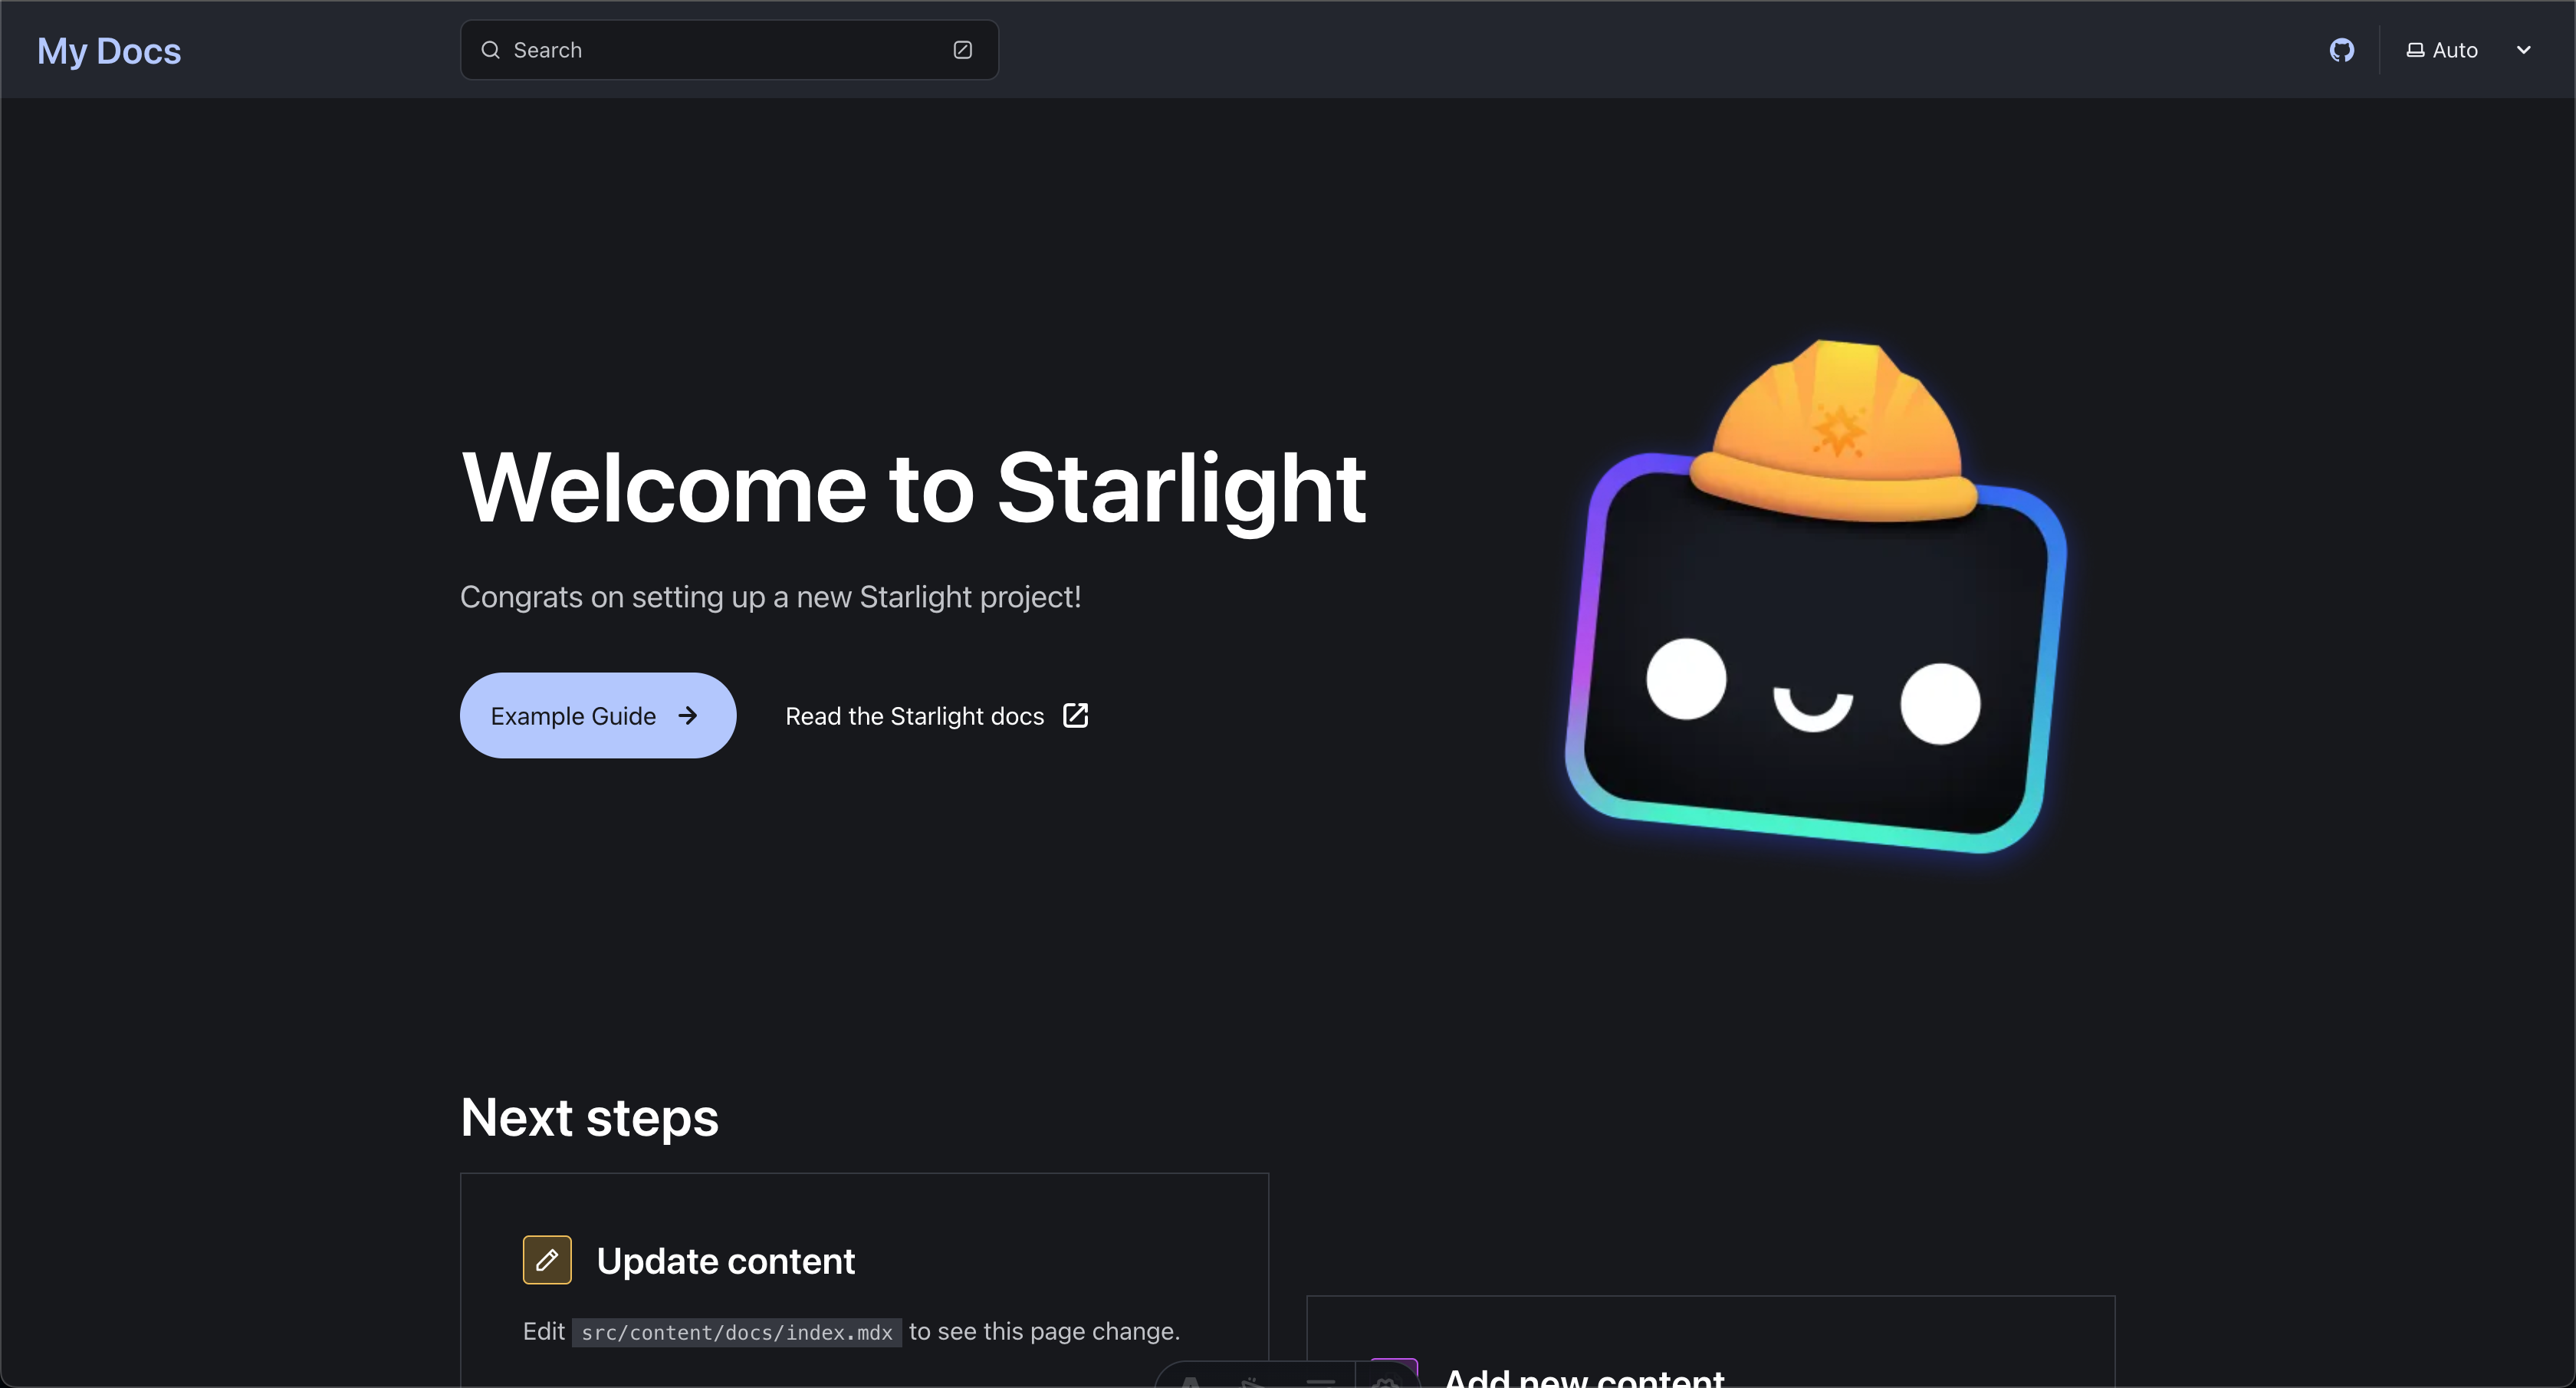 My Docs
Search
Auto
Welcome to Starlight
Congrats on setting up a new Starlight project!
Example Guide
Read the Starlight docs
Next steps
Update content
Edit src/content/docs/index.mdx to see this page change.
Add new content